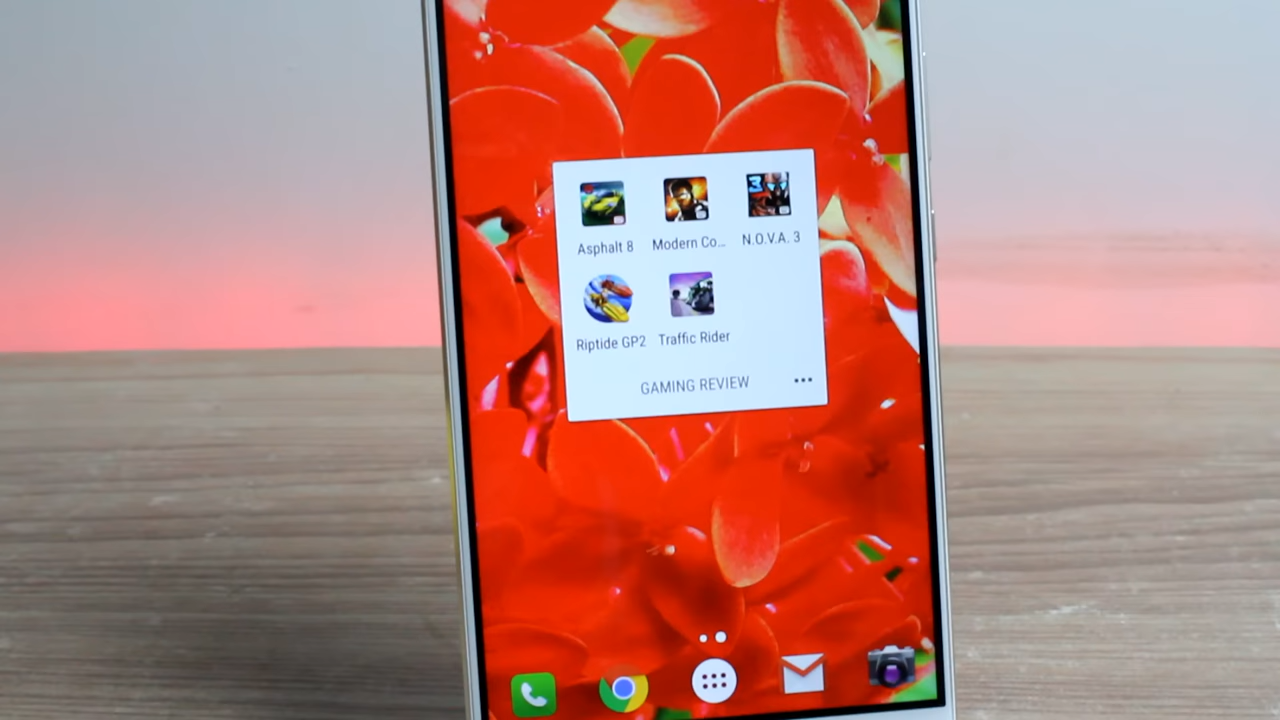 Asphalt 8 Modern Co... N.O.V.A. 3
Riptide GP2 Traffic Rider
GAMING REVIEW